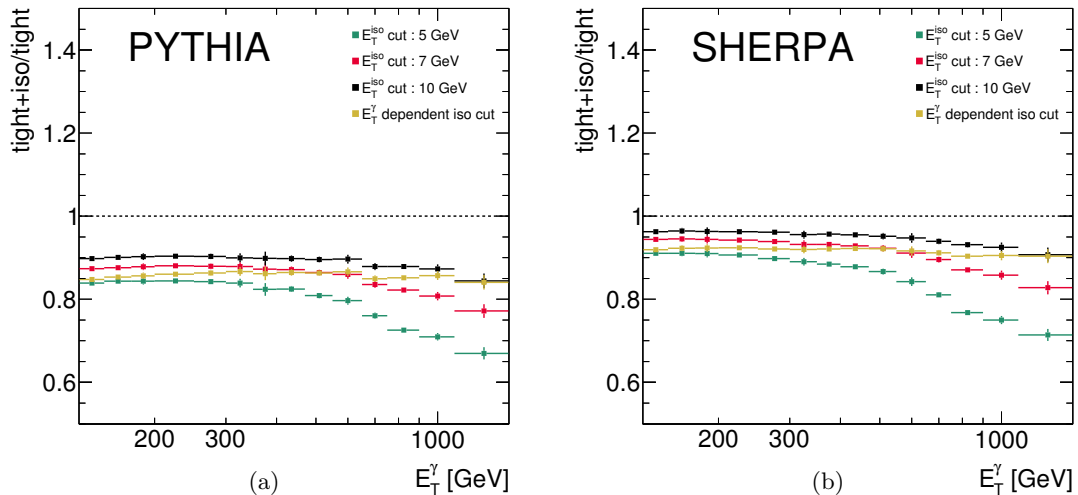 tight+iso/tight
PYTHIA
E_T^iso cut : 5 GeV
E_T^iso cut : 7 GeV
E_T^iso cut : 10 GeV
E_T^γ dependent iso cut
1.4
1.2
1
0.8
0.6
200
300
1000
E_T^γ [GeV]
(a)
tight+iso/tight
SHERPA
E_T^iso cut : 5 GeV
E_T^iso cut : 7 GeV
E_T^iso cut : 10 GeV
E_T^γ dependent iso cut
1.4
1.2
1
0.8
0.6
200
300
1000
E_T^γ [GeV]
(b)